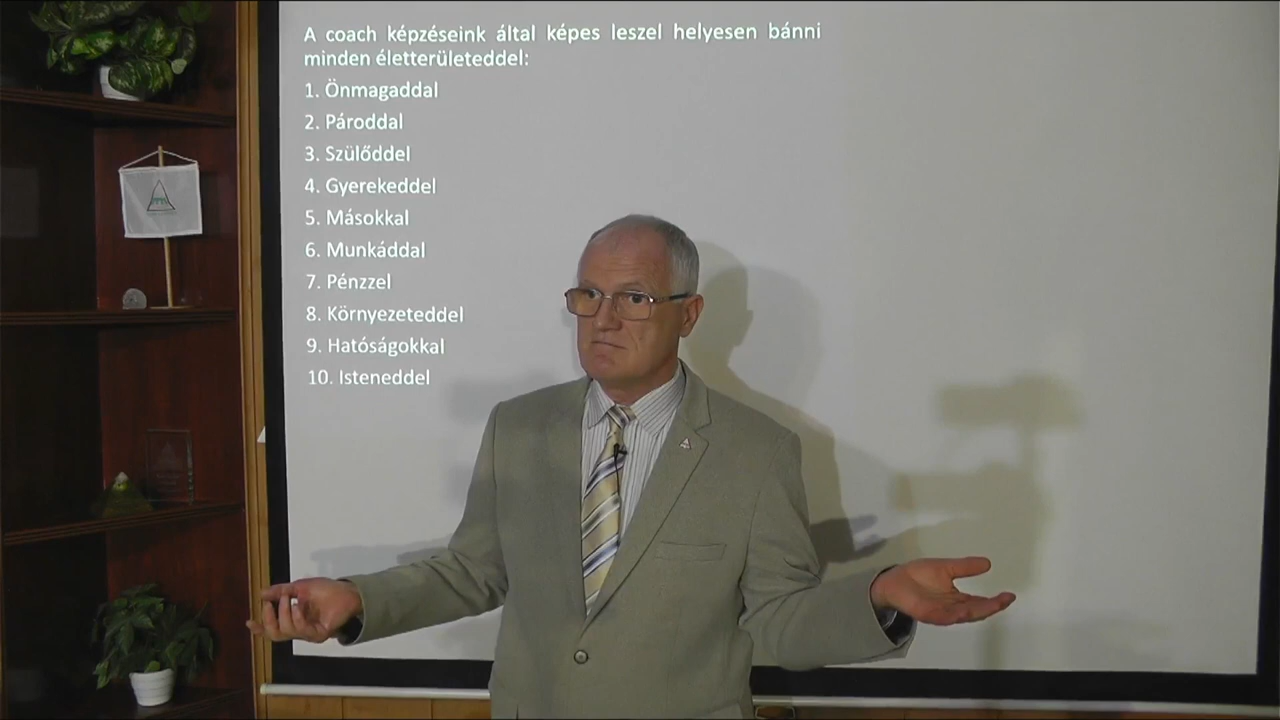 A coach képzéseink által képes leszel helyesen bánni
minden életterületeddel:
1. Önmagaddal
2. Pároddal
3. Szülőddel
4. Gyerekeddel
5. Másokkal
6. Munkáddal
7. Pénzzel
8. Környezeteddel
9. Hatóságokkal
10. Isteneddel